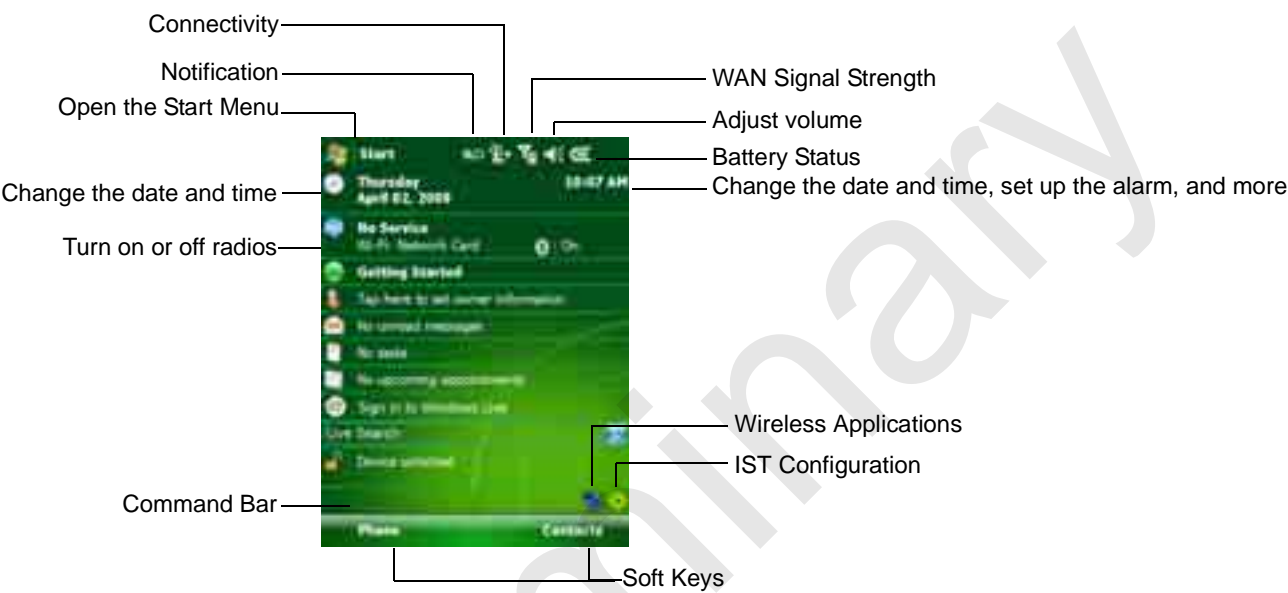 Connectivity
Notification
WAN Signal Strength
Open the Start Menu
Adjust volume
Battery Status
Change the date and time
Change the date and time, set up the alarm, and more
Turn on or off radios
Start
Thursday
10:07 AM
April 02, 2009
No Service
Wi-Fi: Network Card
On
Getting Started
Tap here to set owner information
No unread messages
No tasks
No upcoming appointments
Sign in to Windows Live
Live Search
Device unlocked
Wireless Applications
IST Configuration
Command Bar
Phone
Contacts
Soft Keys